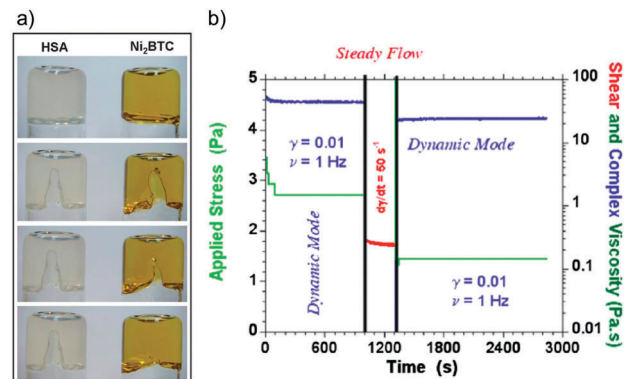 a)
HSA Ni₂BTC
b)
Steady Flow
Applied Stress (Pa)
5
4
3
2
1
0
γ = 0.01
ν = 1 Hz
Dynamic Mode
dγ/dt = 50 s⁻¹
Dynamic Mode
γ = 0.01
ν = 1 Hz
100
10
1
0.1
0.01
Shear and Complex
Viscosity (Pa.s)
0 600 1200 1800 2400 3000
Time (s)